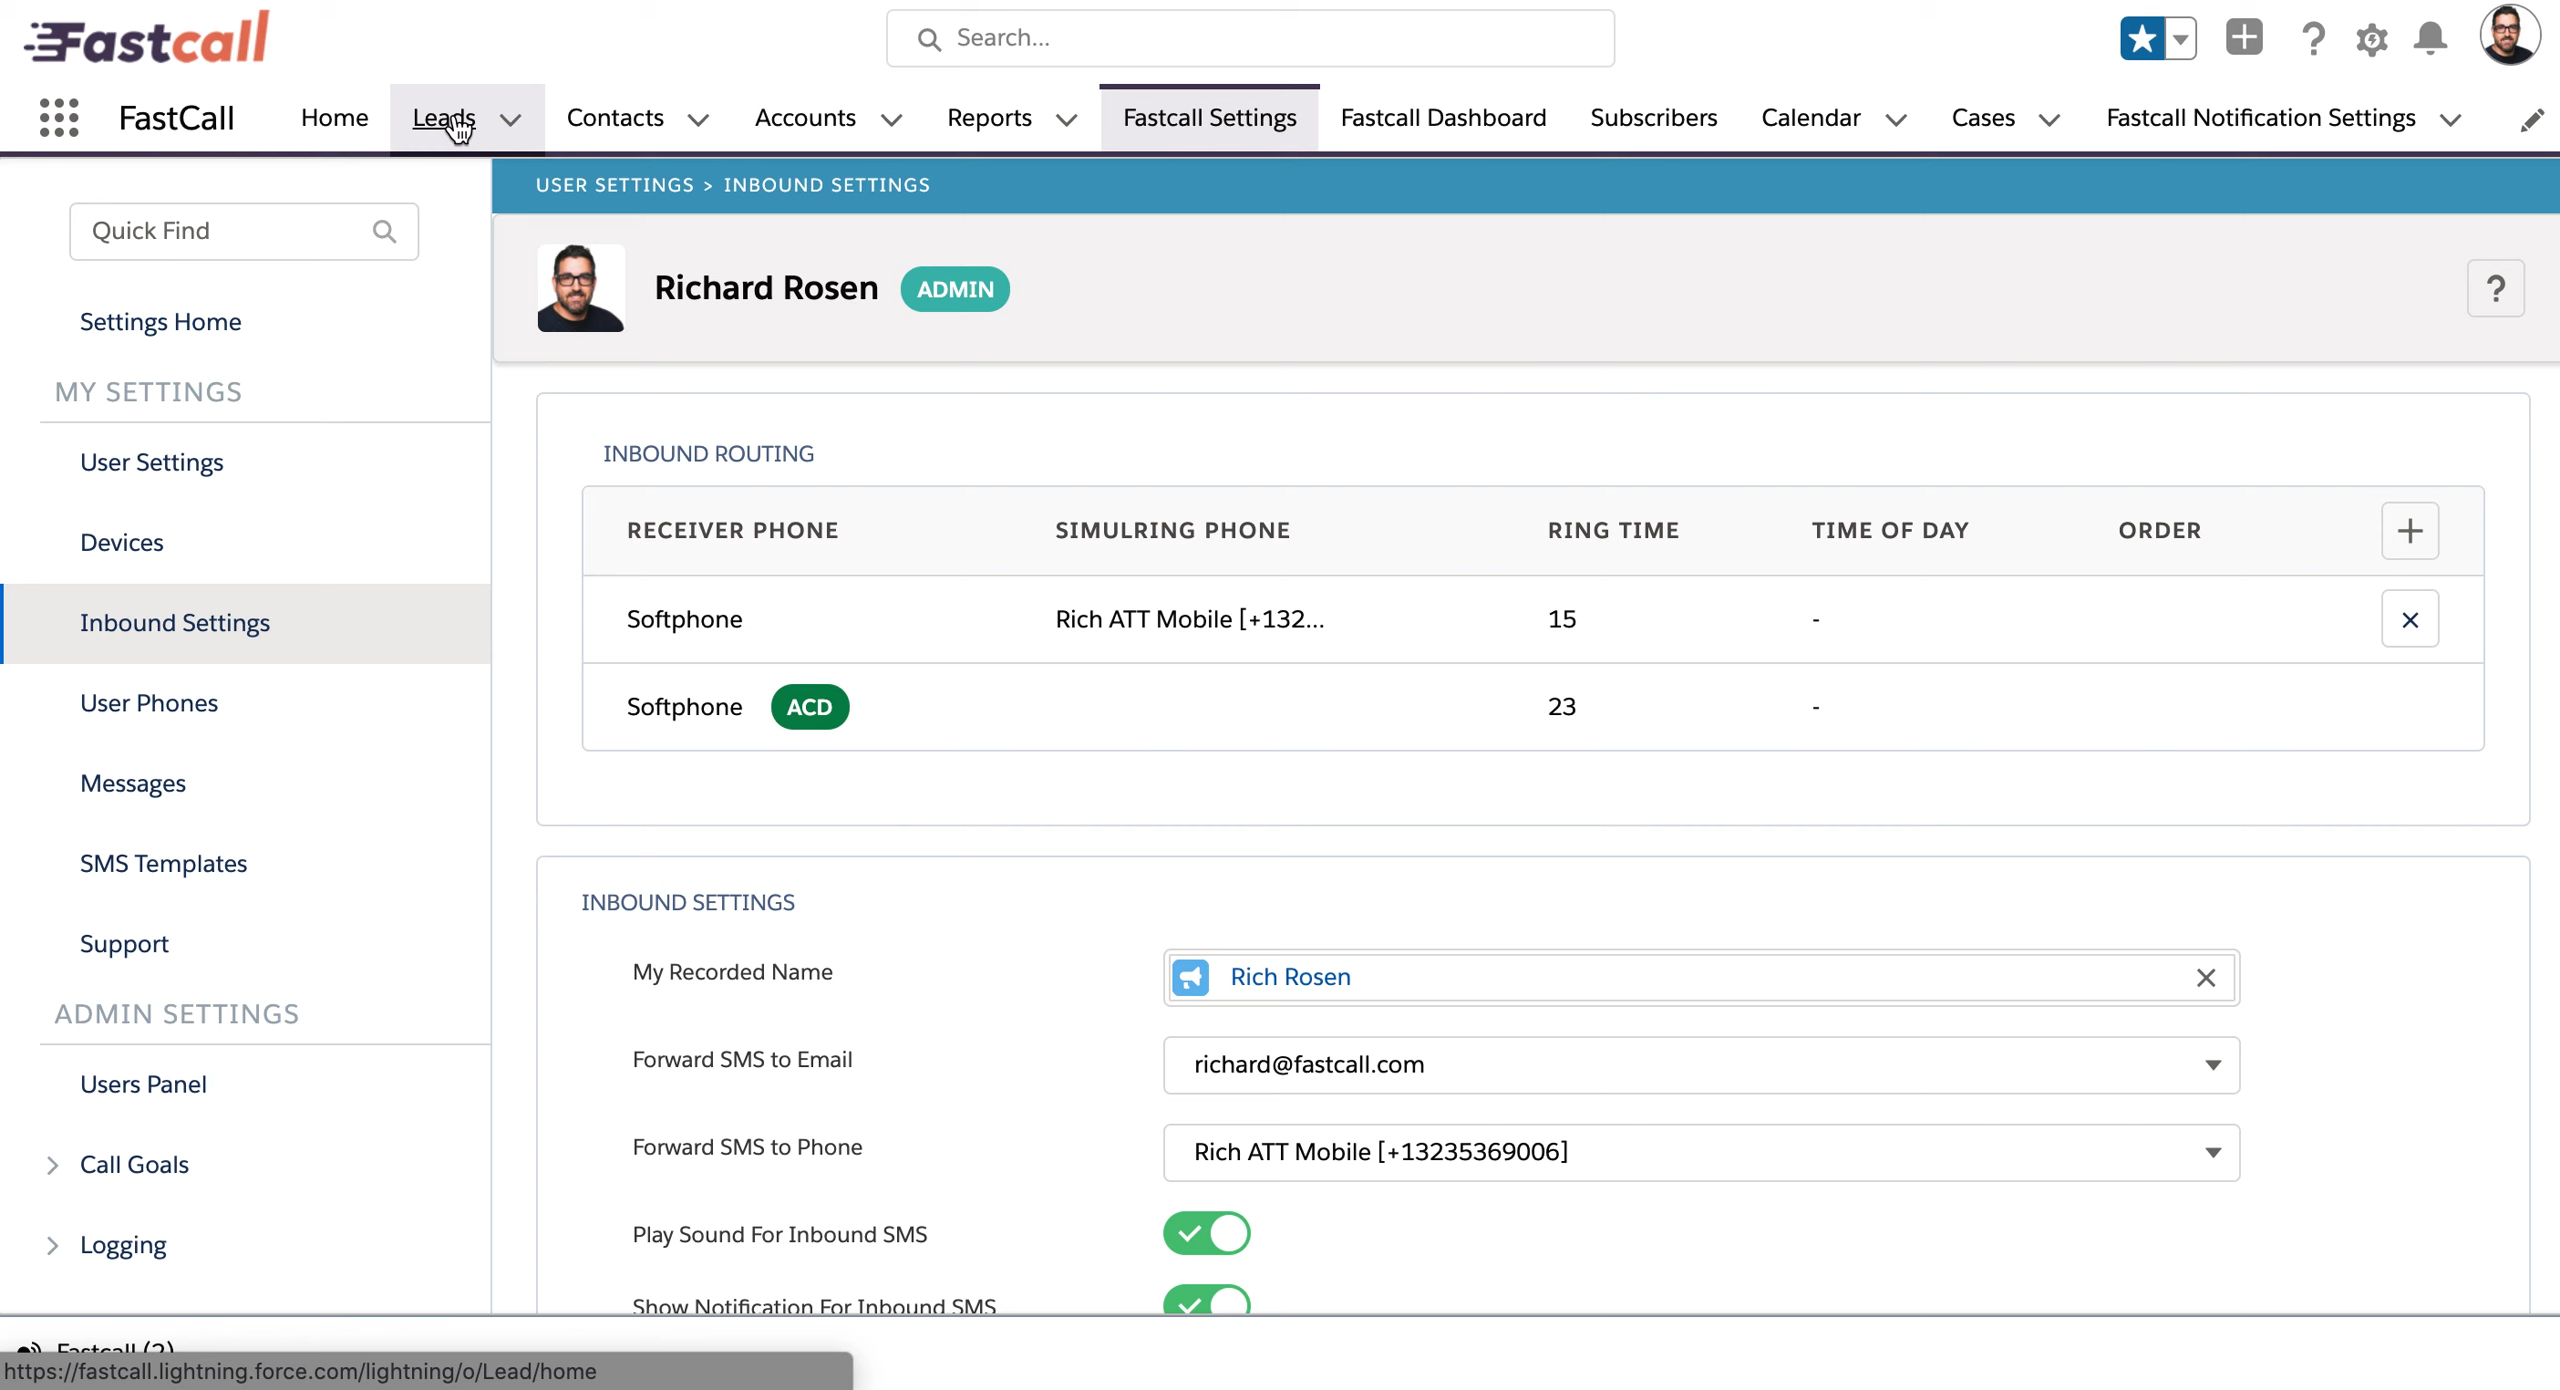 Fastcall
Search...
FastCall
Home
Leads
Contacts
Accounts
Reports
Fastcall Settings
Fastcall Dashboard
Subscribers
Calendar
Cases
Fastcall Notification Settings
Quick Find
Settings Home
MY SETTINGS
User Settings
Devices
Inbound Settings
User Phones
Messages
SMS Templates
Support
ADMIN SETTINGS
Users Panel
Call Goals
Logging
USER SETTINGS > INBOUND SETTINGS
Richard Rosen ADMIN
?
INBOUND ROUTING
RECEIVER PHONE SIMULRING PHONE RING TIME TIME OF DAY ORDER
Softphone Rich ATT Mobile [+132... 15 -
Softphone ACD 23 -
INBOUND SETTINGS
My Recorded Name Rich Rosen
Forward SMS to Email richard@fastcall.com
Forward SMS to Phone Rich ATT Mobile [+13235369006]
Play Sound For Inbound SMS
Show Notification For Inbound SMS
Fastcall (2)
https://fastcall.lightning.force.com/lightning/o/Lead/home